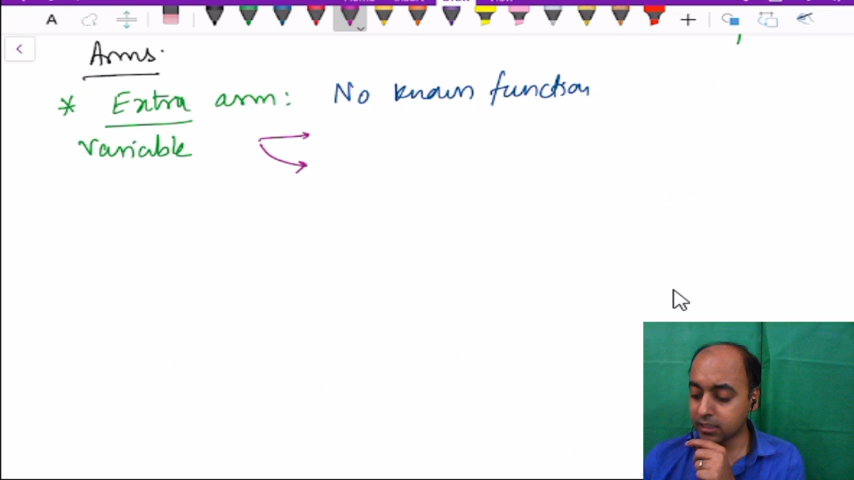 Arms.
* Extra arm: No known function
variable